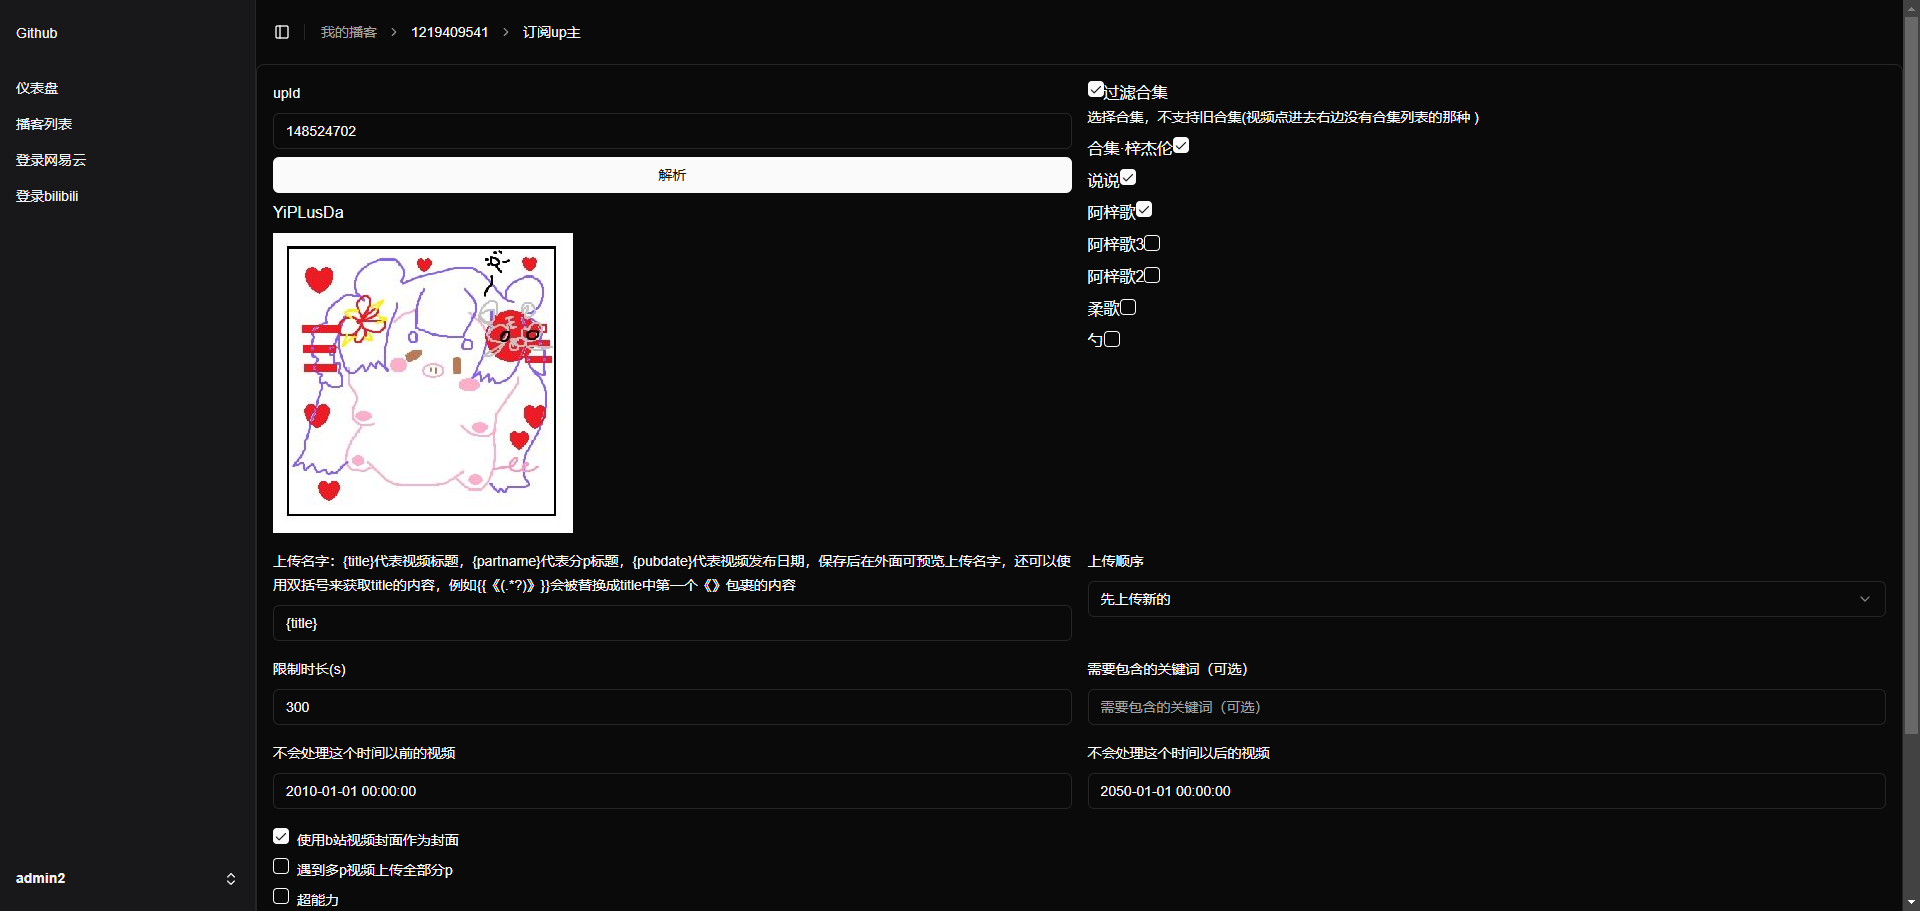 Github
仪表盘
播客列表
登录网易云
登录bilibili
admin2
我的播客 > 1219409541 > 订阅up主
upId
148524702
解析
YiPLusDa
过滤合集
选择合集，不支持旧合集(视频点进去右边没有合集列表的那种 )
合集·梓杰伦
说说
阿梓歌
阿梓歌3
阿梓歌2
柔歌
勺
上传名字：{title}代表视频标题，{partname}代表分p标题，{pubdate}代表视频发布日期，保存后在外面可预览上传名字，还可以使
用双括号来获取title的内容，例如{{《(.*?)》}}会被替换成title中第一个《》包裹的内容
{title}
上传顺序
先上传新的
限制时长(s)
300
需要包含的关键词（可选）
需要包含的关键词（可选）
不会处理这个时间以前的视频
2010-01-01 00:00:00
不会处理这个时间以后的视频
2050-01-01 00:00:00
使用b站视频封面作为封面
遇到多p视频上传全部分p
超能力